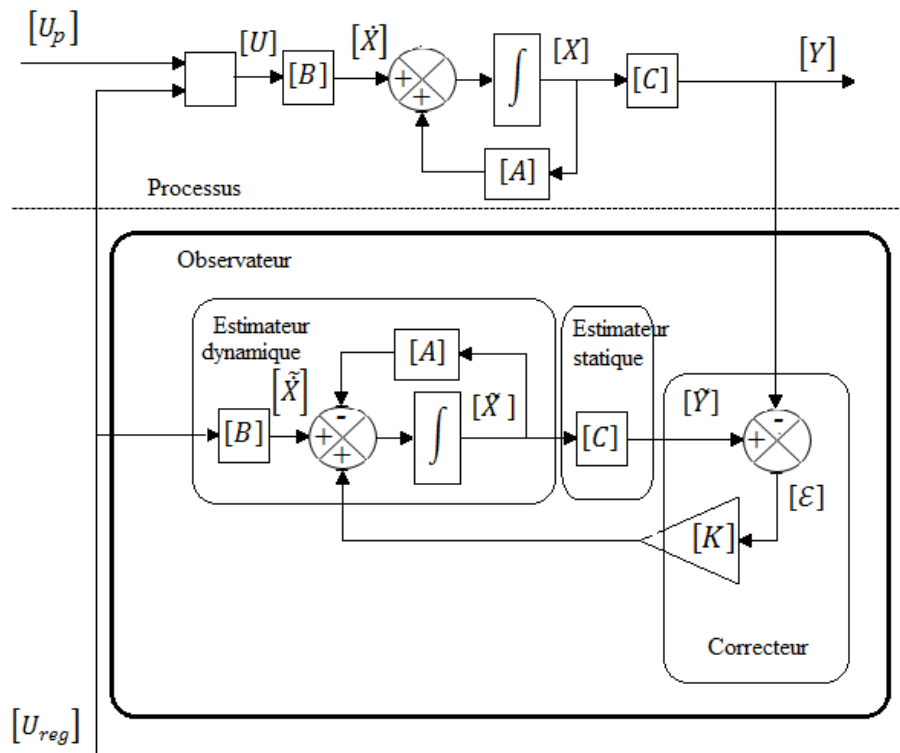 [U_p]
[U]
[B]
[Ẋ]
+
+
∫
[X]
[C]
[Y]
[A]
Processus
Observateur
Estimateur
dynamique
Estimateur
statique
[A]
[X̃̇]
[B]
-
+
+
∫
[X̃]
[C]
[Ỹ]
-
+
[ℰ]
[K]
Correcteur
[U_reg]